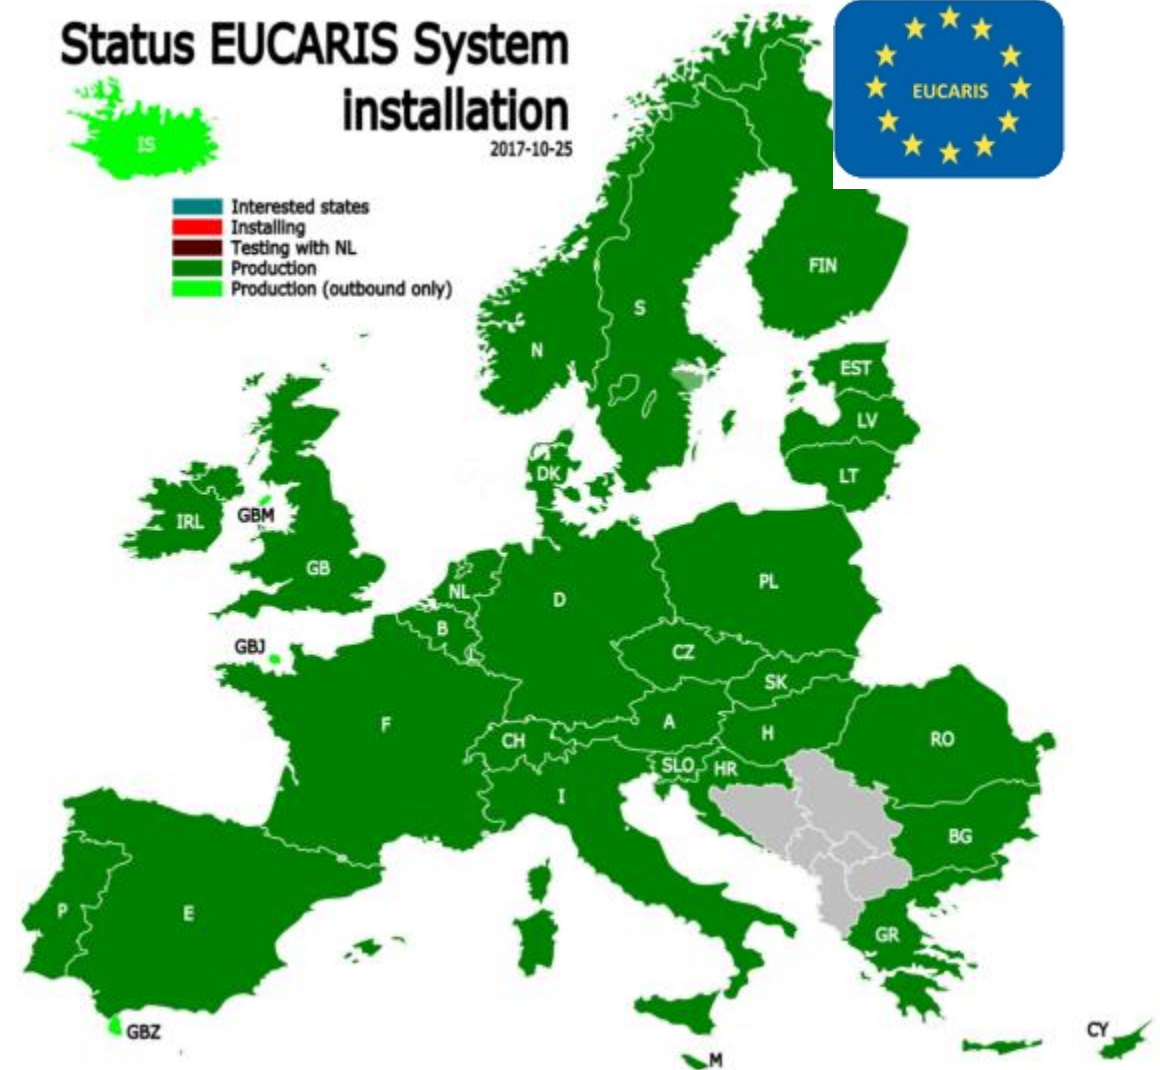 Status EUCARIS System
installation
2017-10-25
EUCARIS
IS
Interested states
Installing
Testing with NL
Production
Production (outbound only)
FIN
S
N
EST
LV
DK
LT
IRL
GBM
GB
NL
D
PL
B
GBJ
L
CZ
SK
F
A
H
RO
CH
SLO
HR
I
BG
P
E
GR
GBZ
CY
M